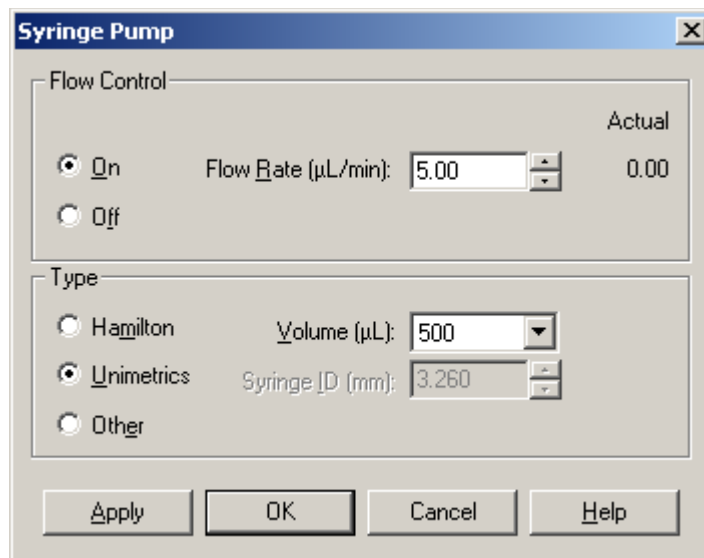 Syringe Pump
Flow Control
Actual
On
Flow Rate (µL/min):
5.00
0.00
Off
Type
Hamilton
Volume (µL):
500
Unimetrics
Syringe ID (mm):
3.260
Other
Apply
OK
Cancel
Help